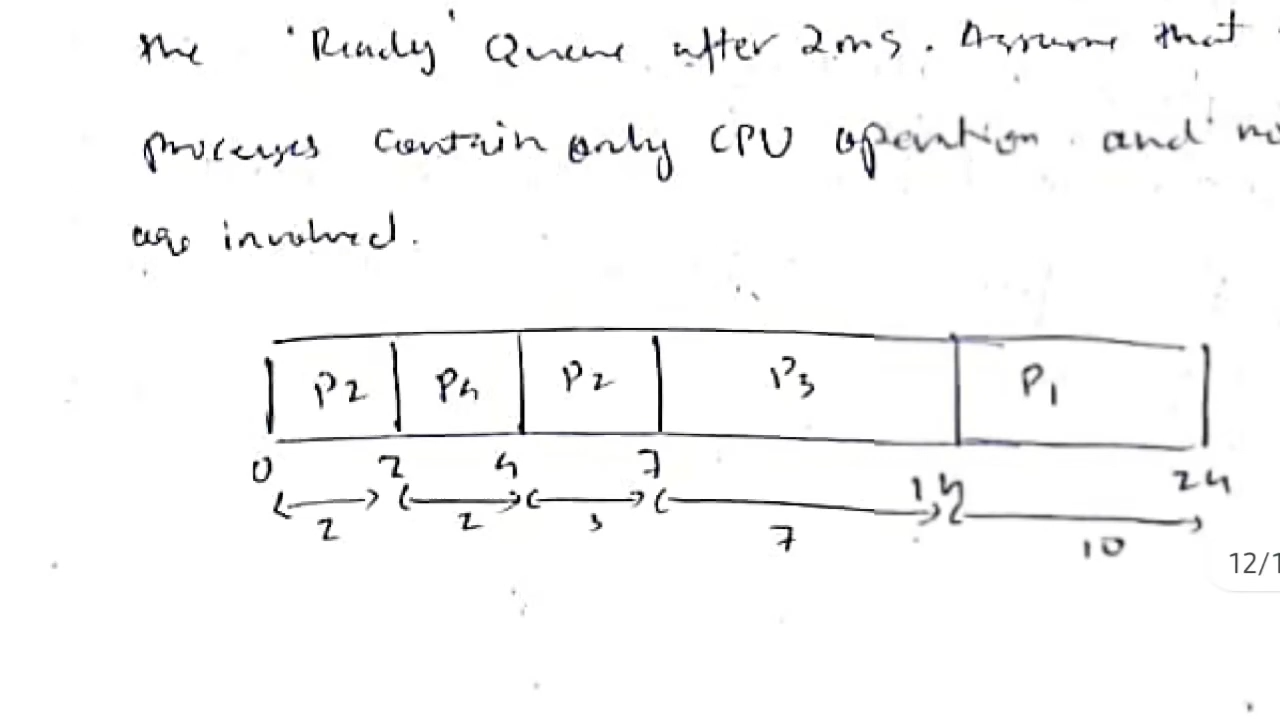 the 'Ready' Queue after 2ms. Assume that
processes contain only CPU operation and no
are involved.
P2 P4 P2 P3 P1
0 2 4 7 14 24
2 2 3 7 10
12/1